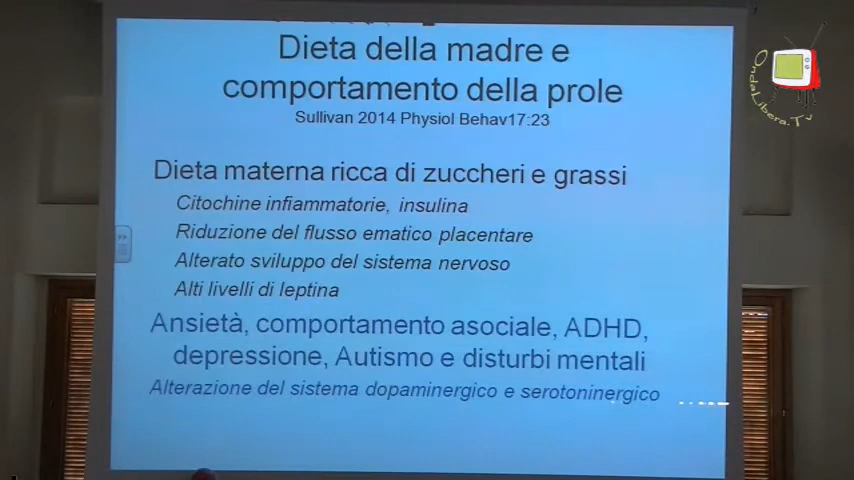 Dieta della madre e
comportamento della prole
Sullivan 2014 Physiol Behav17:23
Dieta materna ricca di zuccheri e grassi
Citochine infiammatorie, insulina
Riduzione del flusso ematico placentare
Alterato sviluppo del sistema nervoso
Alti livelli di leptina
Ansietà, comportamento asociale, ADHD,
depressione, Autismo e disturbi mentali
Alterazione del sistema dopaminergico e serotoninergico
OndaLibera.Tv